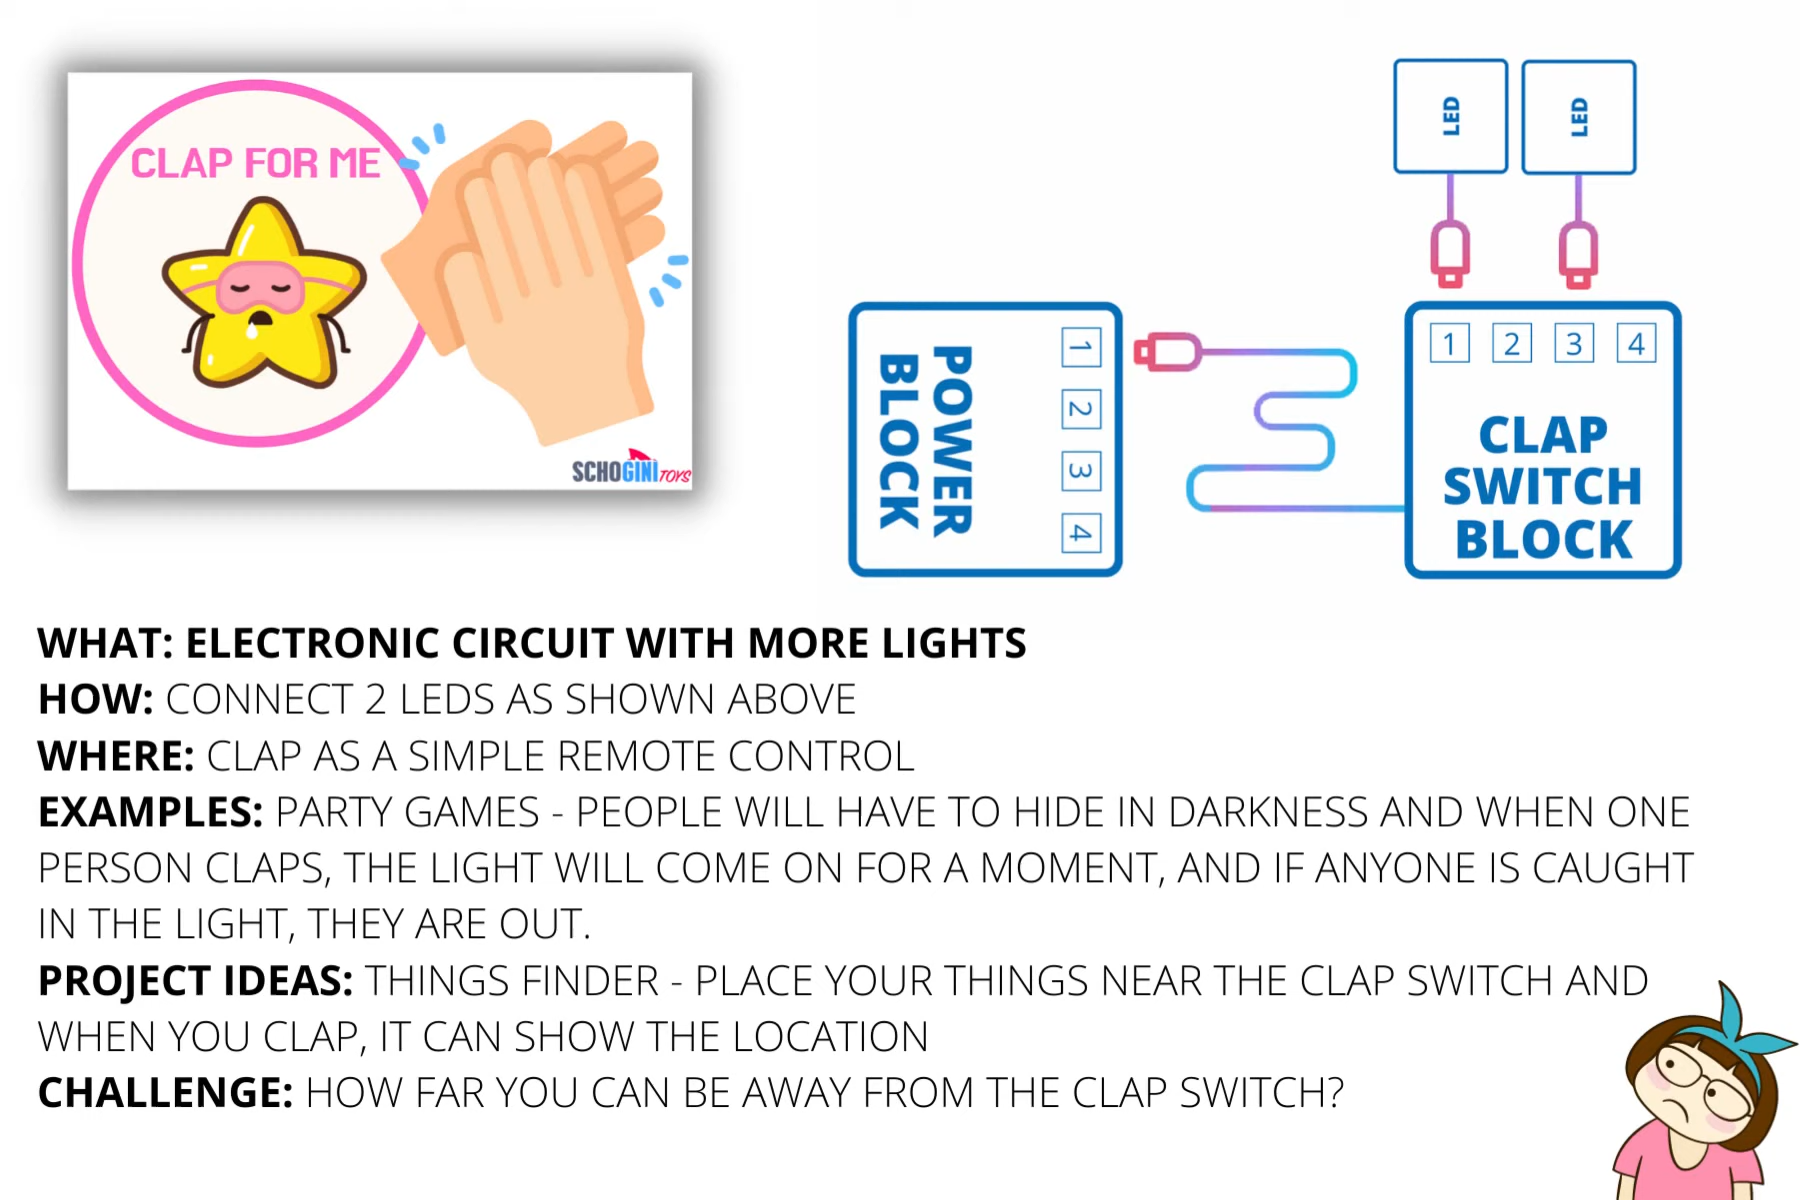 CLAP FOR ME
SCHOGINI TOYS
LED
LED
POWER
BLOCK
1
2
3
4
1 2 3 4
CLAP
SWITCH
BLOCK
WHAT: ELECTRONIC CIRCUIT WITH MORE LIGHTS
HOW: CONNECT 2 LEDS AS SHOWN ABOVE
WHERE: CLAP AS A SIMPLE REMOTE CONTROL
EXAMPLES: PARTY GAMES - PEOPLE WILL HAVE TO HIDE IN DARKNESS AND WHEN ONE
PERSON CLAPS, THE LIGHT WILL COME ON FOR A MOMENT, AND IF ANYONE IS CAUGHT
IN THE LIGHT, THEY ARE OUT.
PROJECT IDEAS: THINGS FINDER - PLACE YOUR THINGS NEAR THE CLAP SWITCH AND
WHEN YOU CLAP, IT CAN SHOW THE LOCATION
CHALLENGE: HOW FAR YOU CAN BE AWAY FROM THE CLAP SWITCH?